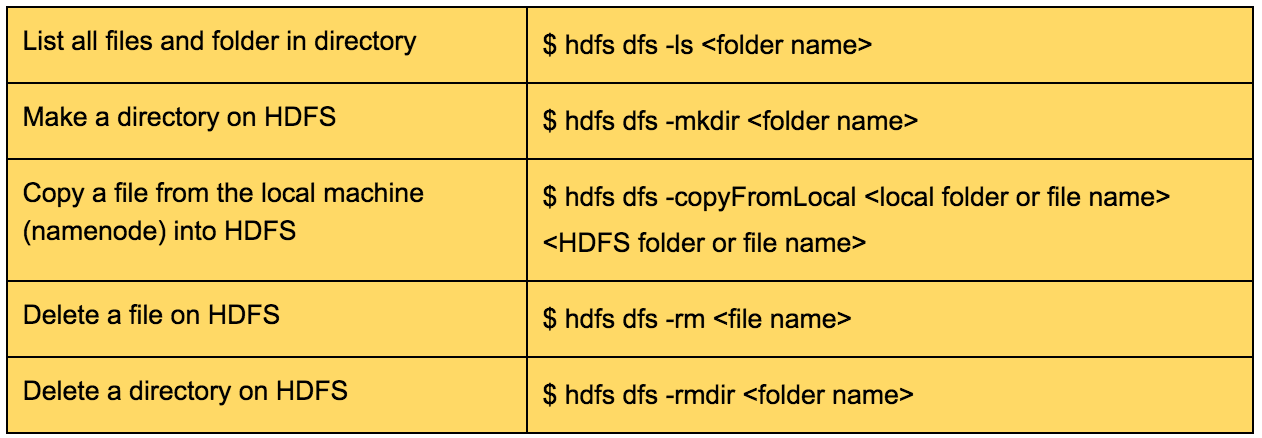 List all files and folder in directory
$ hdfs dfs -ls <folder name>
Make a directory on HDFS
$ hdfs dfs -mkdir <folder name>
Copy a file from the local machine
(namenode) into HDFS
$ hdfs dfs -copyFromLocal <local folder or file name>
<HDFS folder or file name>
Delete a file on HDFS
$ hdfs dfs -rm <file name>
Delete a directory on HDFS
$ hdfs dfs -rmdir <folder name>